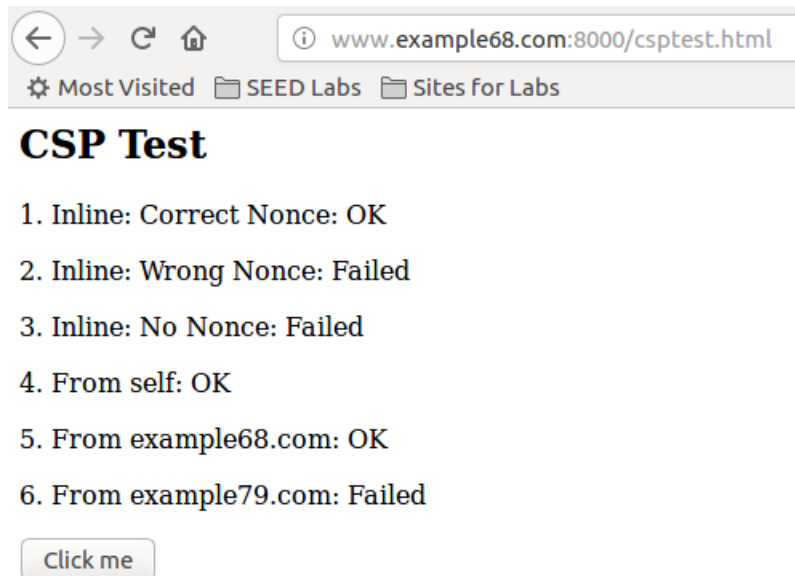 www.example68.com:8000/csptest.html
Most Visited SEED Labs Sites for Labs
CSP Test
1. Inline: Correct Nonce: OK
2. Inline: Wrong Nonce: Failed
3. Inline: No Nonce: Failed
4. From self: OK
5. From example68.com: OK
6. From example79.com: Failed
Click me